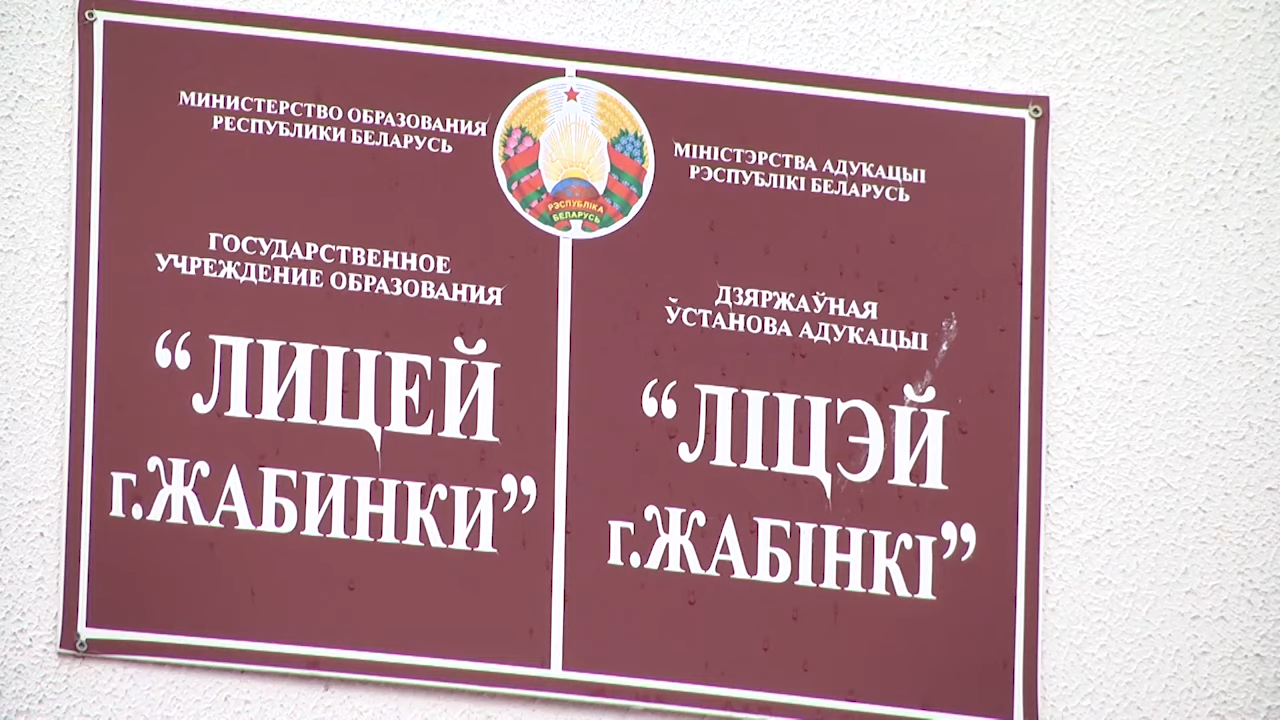 МИНИСТЕРСТВО ОБРАЗОВАНИЯ
РЕСПУБЛИКИ БЕЛАРУСЬ
ГОСУДАРСТВЕННОЕ
УЧРЕЖДЕНИЕ ОБРАЗОВАНИЯ
“ЛИЦЕЙ
г.ЖАБИНКИ”
РЭСПУБЛІКА
БЕЛАРУСЬ
МІНІСТЭРСТВА АДУКАЦЫІ
РЭСПУБЛІКІ БЕЛАРУСЬ
ДЗЯРЖАЎНАЯ
ЎСТАНОВА АДУКАЦЫІ
“ЛІЦЭЙ
г.ЖАБІНКІ”